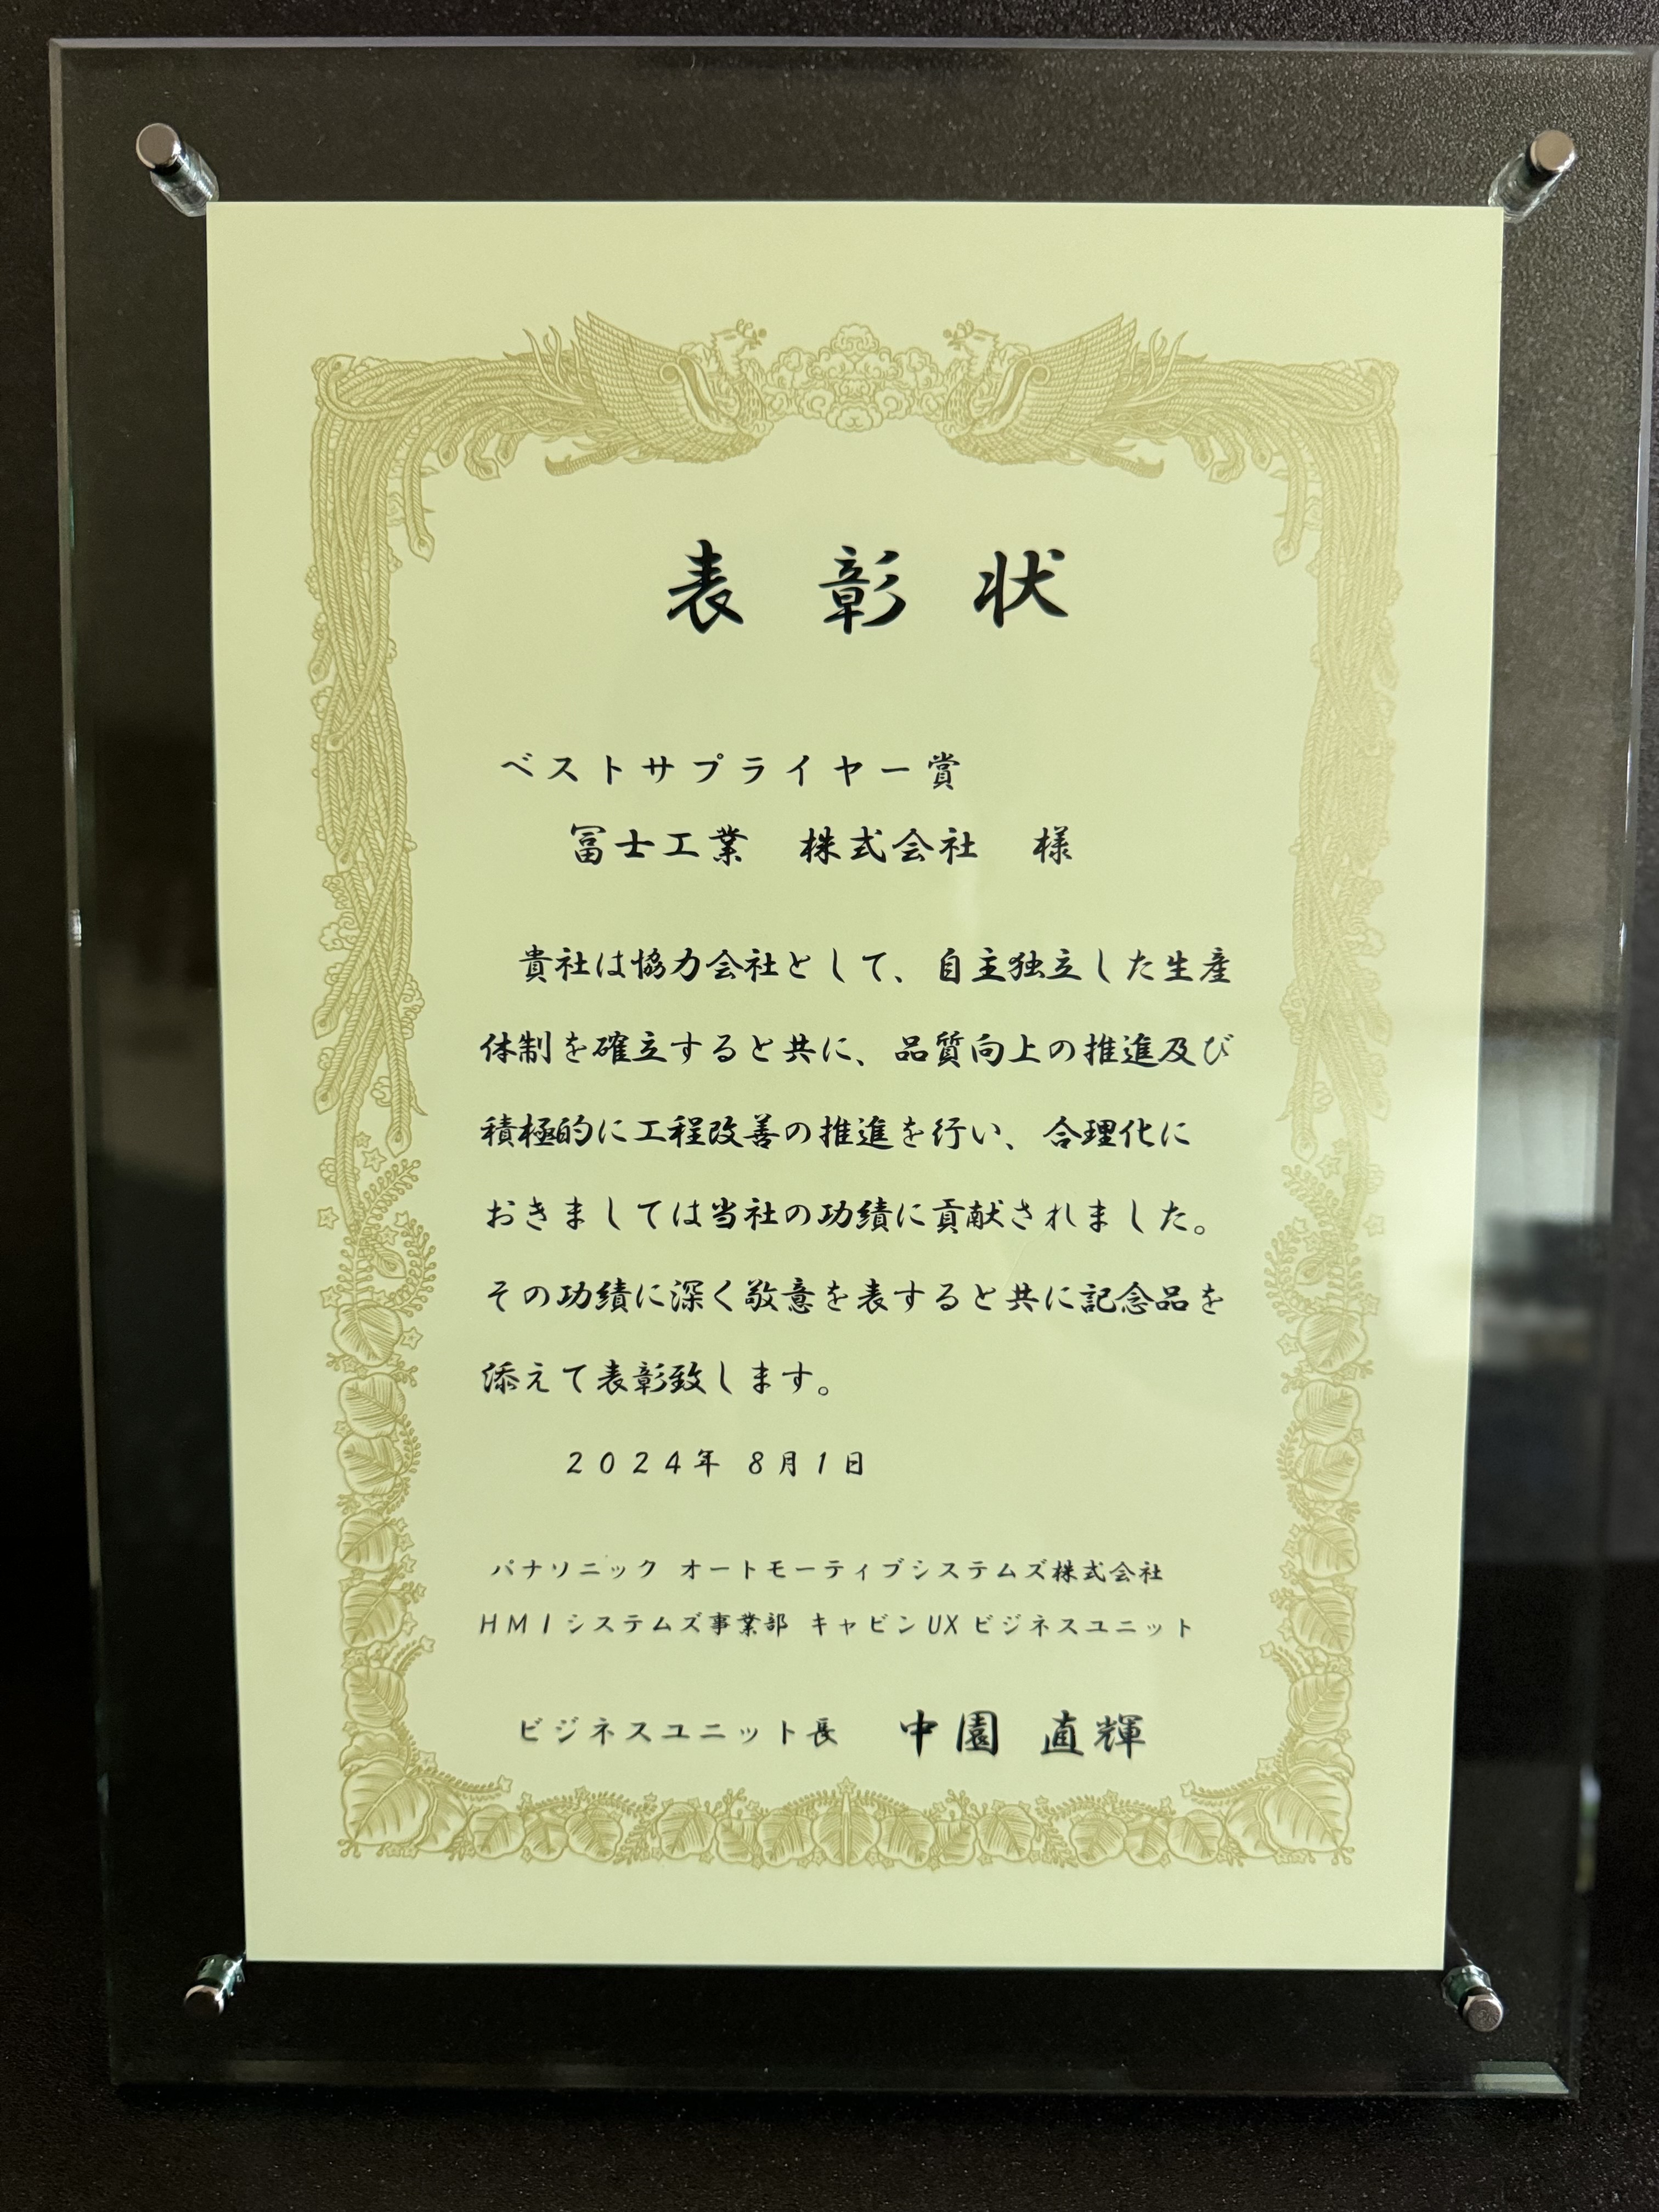 表彰状
ベストサプライヤー賞
冨士工業　株式会社　様
貴社は協力会社として、自主独立した生産
体制を確立すると共に、品質向上の推進及び
積極的に工程改善の推進を行い、合理化に
おきましては当社の功績に貢献されました。
その功績に深く敬意を表すると共に記念品を
添えて表彰致します。
２０２４年 ８月１日
パナソニック オートモーティブシステムズ株式会社
ＨＭＩシステムズ事業部 キャビンUX ビジネスユニット
ビジネスユニット長　中園　直輝